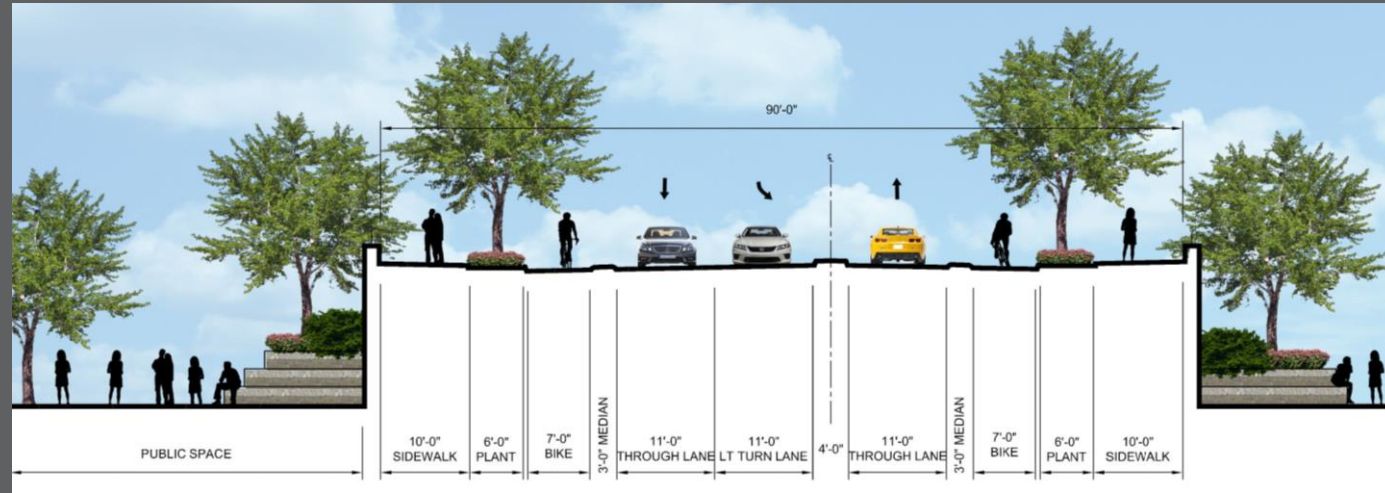 90'-0"
℄
PUBLIC SPACE
10'-0"
SIDEWALK
6'-0"
PLANT
7'-0"
BIKE
3'-0" MEDIAN
11'-0"
THROUGH LANE
11'-0"
LT TURN LANE
4'-0"
11'-0"
THROUGH LANE
3'-0" MEDIAN
7'-0"
BIKE
6'-0"
PLANT
10'-0"
SIDEWALK